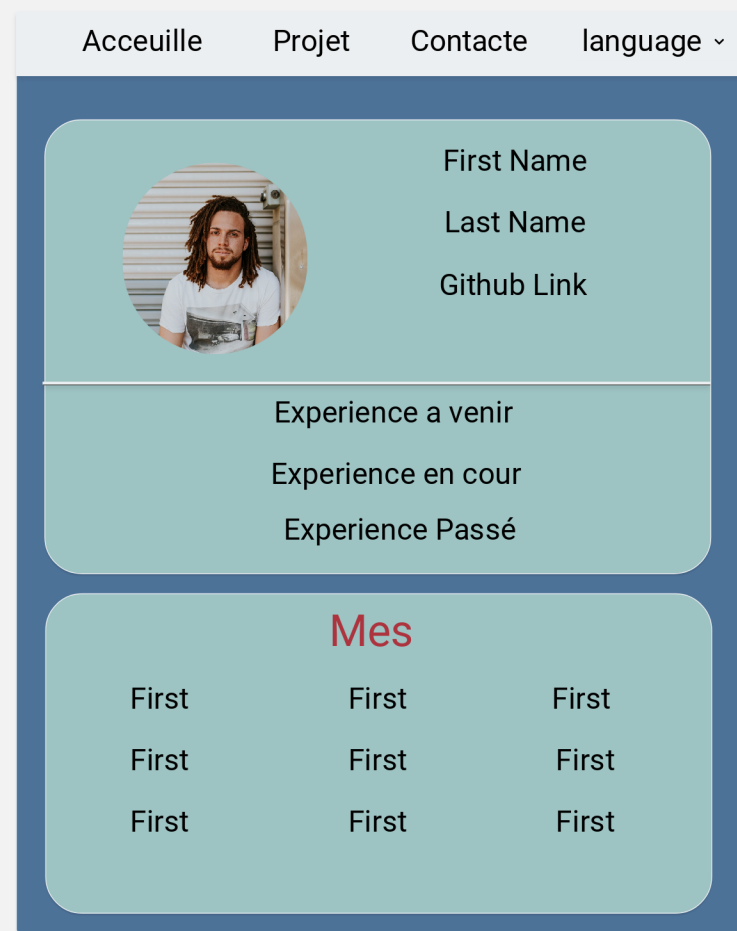 Acceuille Projet Contacte language
First Name
Last Name
Github Link
Experience a venir
Experience en cour
Experience Passé
Mes
First First First
First First First
First First First